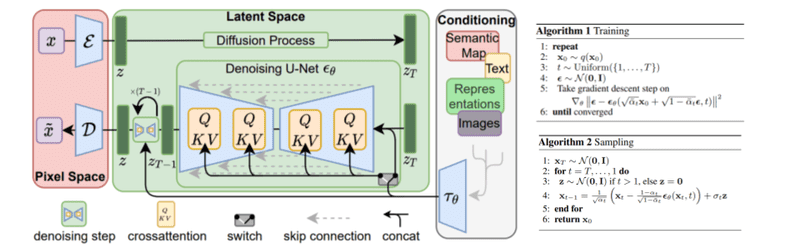 Latent Space
Conditioning
x
ℰ
z
Diffusion Process
z_T
Denoising U-Net ϵ_θ
z_T
Semantic
Map
Text
Repres
entations
Images
×(T−1)
x̃
𝒟
z
z_{T−1}
Q
KV
Q
KV
Q
KV
Q
KV
Pixel Space
τ_θ
Q
KV
denoising step
crossattention
switch
skip connection
concat
Algorithm 1 Training
1: repeat
2: x_0 ∼ q(x_0)
3: t ∼ Uniform({1, . . . , T})
4: ϵ ∼ 𝒩(0, I)
5: Take gradient descent step on
∇_θ ‖ϵ − ϵ_θ(√ᾱ_t x_0 + √1 − ᾱ_t ϵ, t)‖²
6: until converged
Algorithm 2 Sampling
1: x_T ∼ 𝒩(0, I)
2: for t = T, . . . , 1 do
3: z ∼ 𝒩(0, I) if t > 1, else z = 0
4: x_{t−1} = 1/√α_t (x_t − (1−α_t)/√(1−ᾱ_t) ϵ_θ(x_t, t)) + σ_t z
5: end for
6: return x_0